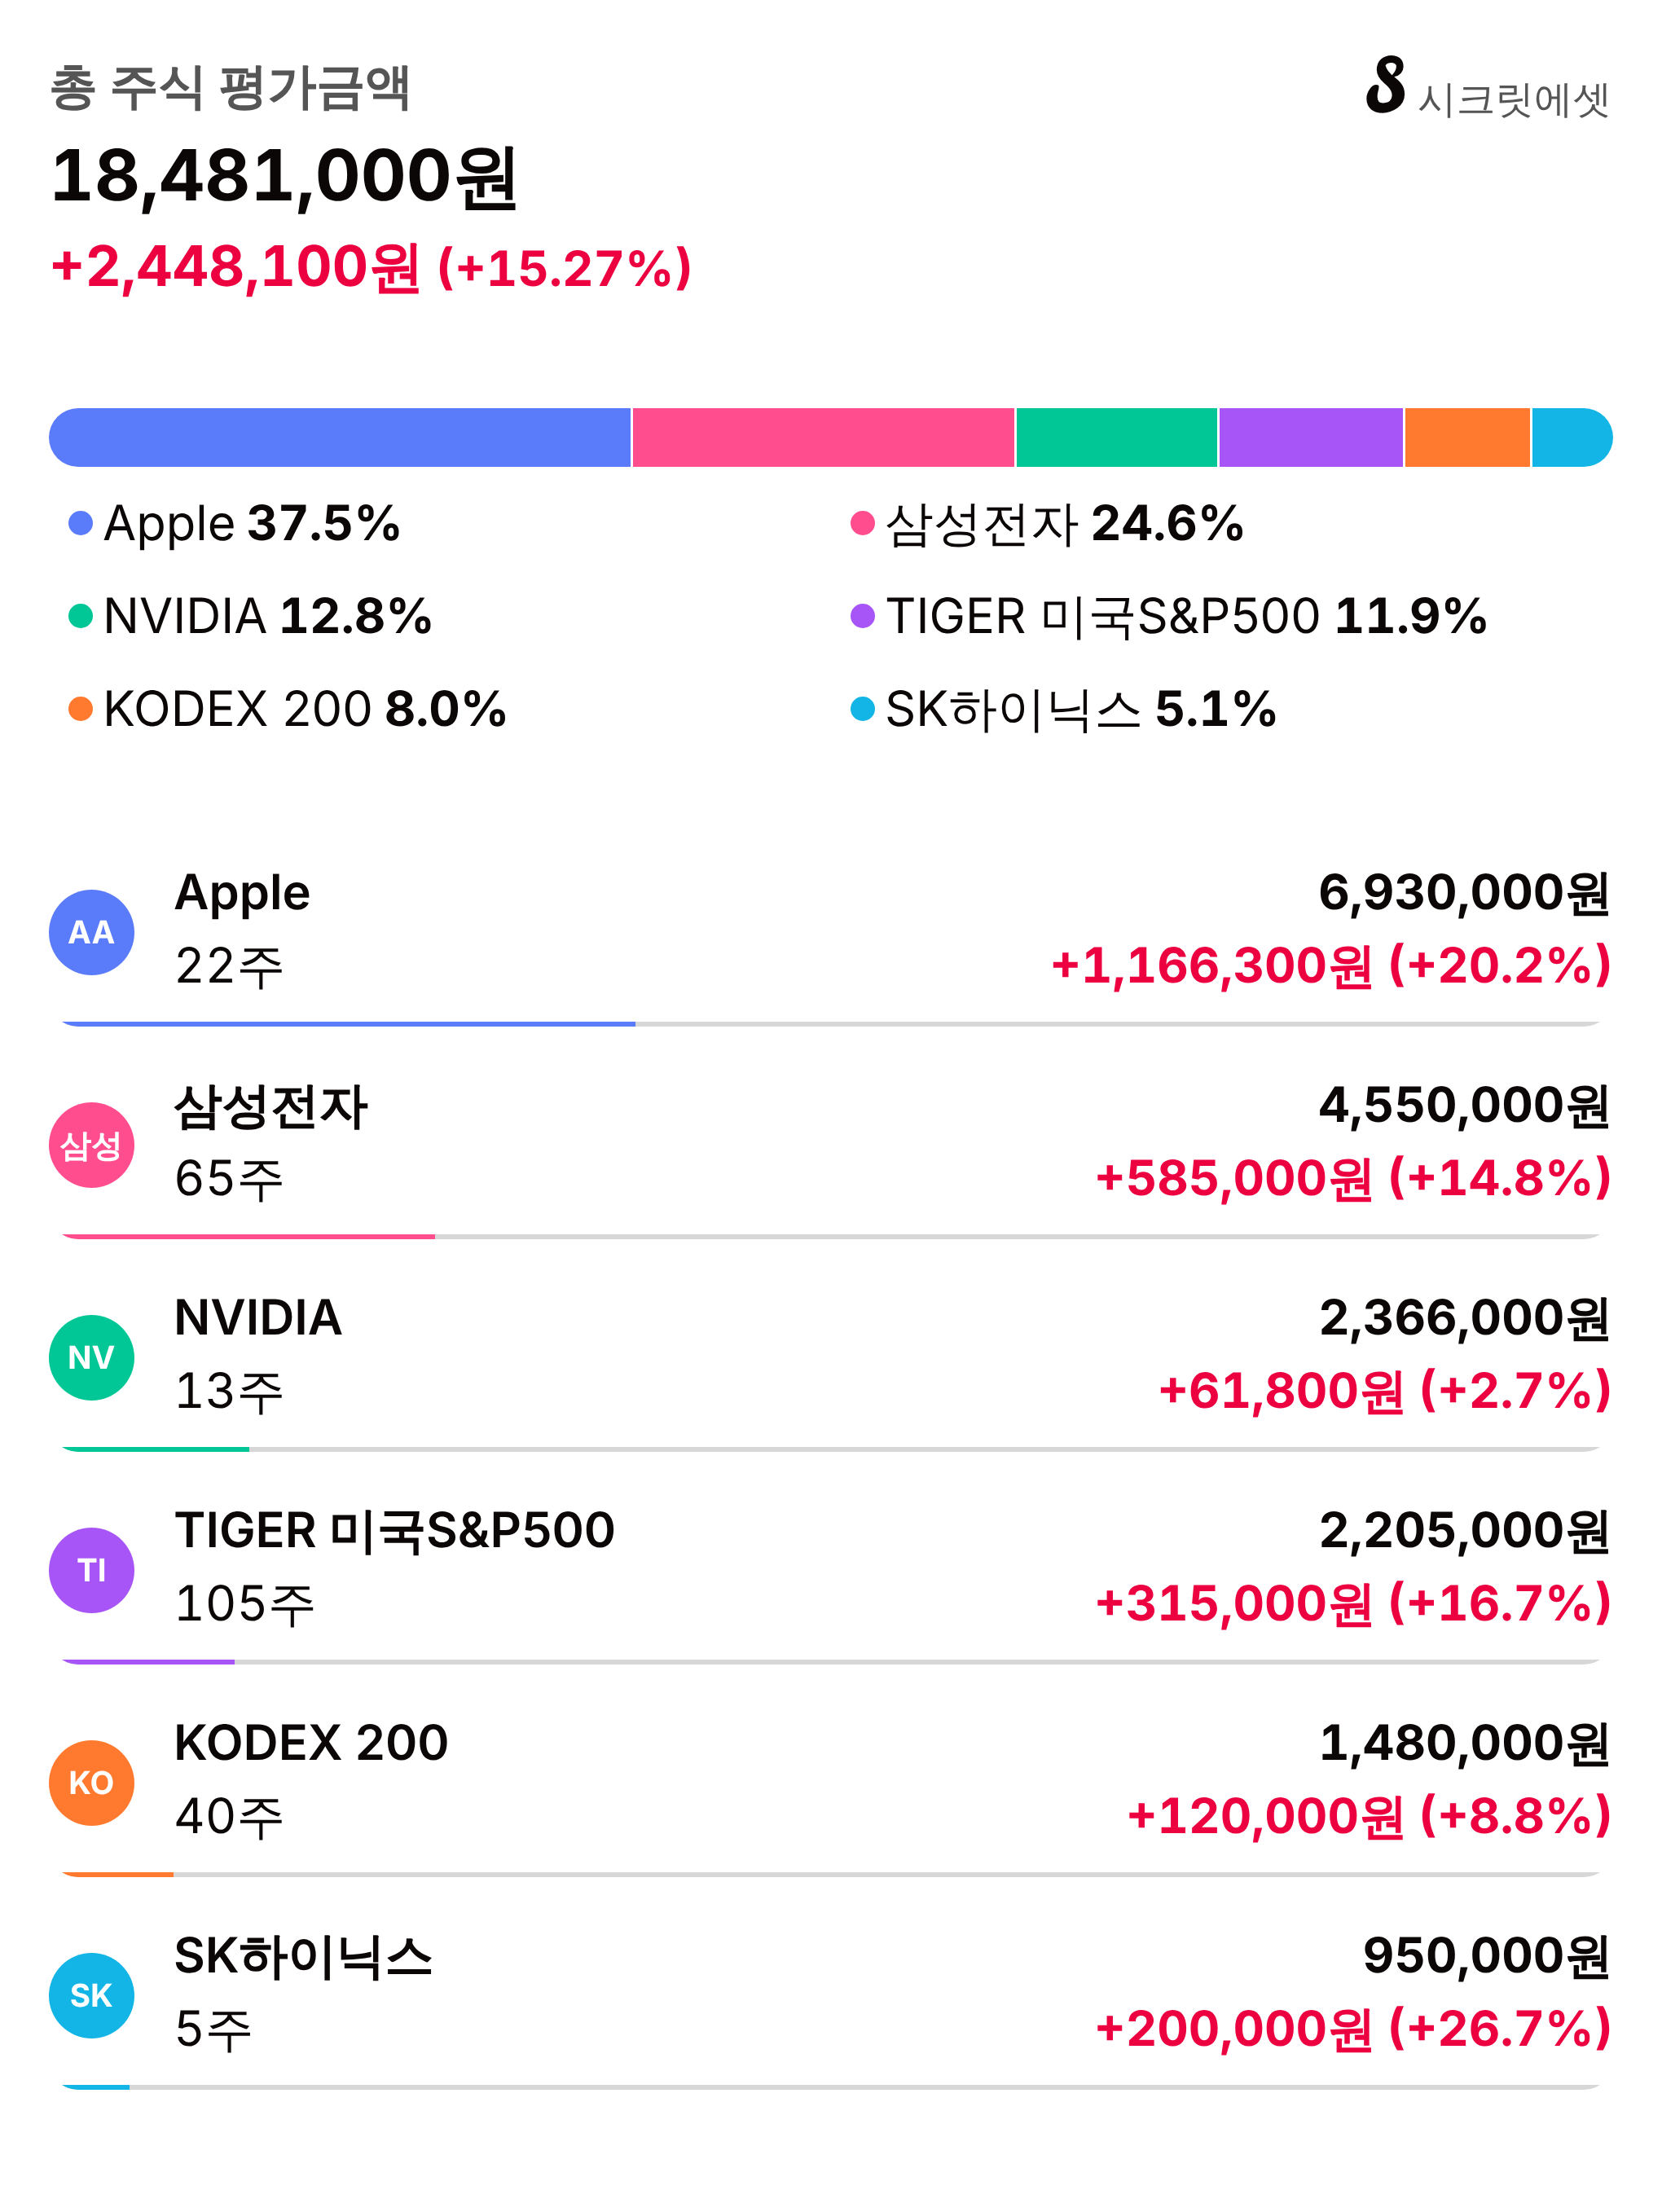 총 주식 평가금액
시크릿에셋
18,481,000원
+2,448,100원 (+15.27%)
Apple 37.5%
삼성전자 24.6%
NVIDIA 12.8%
TIGER 미국S&P500 11.9%
KODEX 200 8.0%
SK하이닉스 5.1%
AA
Apple
6,930,000원
22주
+1,166,300원 (+20.2%)
삼성
삼성전자
4,550,000원
65주
+585,000원 (+14.8%)
NV
NVIDIA
2,366,000원
13주
+61,800원 (+2.7%)
TI
TIGER 미국S&P500
2,205,000원
105주
+315,000원 (+16.7%)
KO
KODEX 200
1,480,000원
40주
+120,000원 (+8.8%)
SK
SK하이닉스
950,000원
5주
+200,000원 (+26.7%)